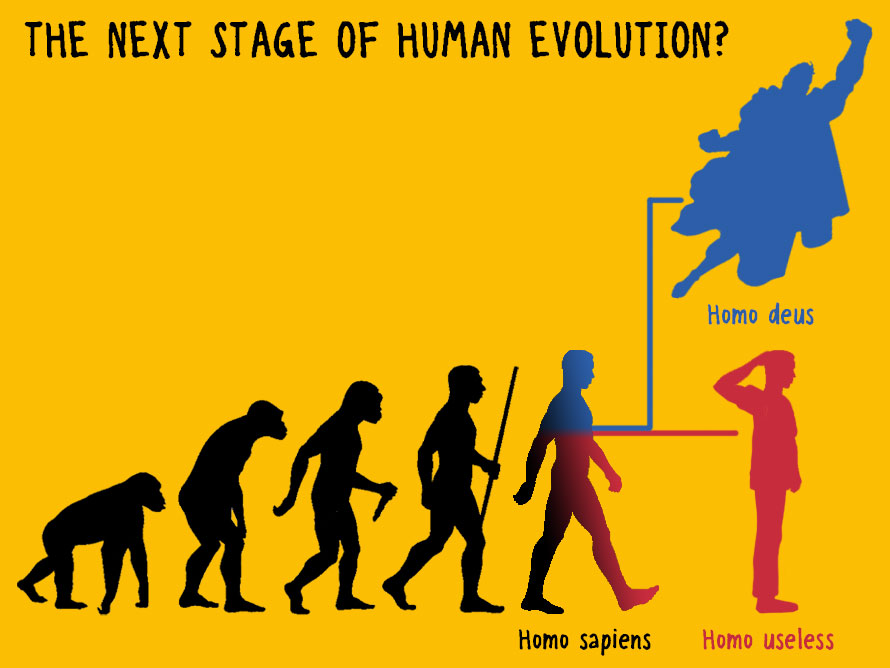 THE NEXT STAGE OF HUMAN EVOLUTION?
Homo deus
Homo sapiens
Homo useless